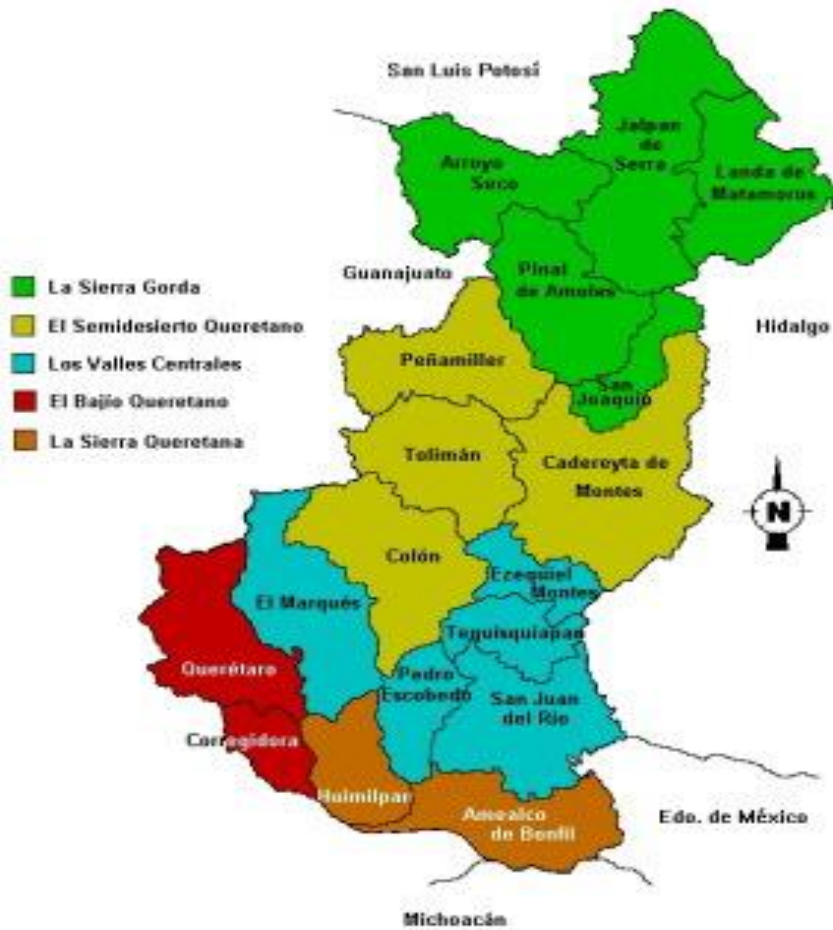 San Luis Potosí
Jalpan
de
Serra
Arroyo
Seco
Landa de
Matamoros
Guanajuato
Pinal
de Amoles
La Sierra Gorda
El Semidesierto Queretano
Hidalgo
Los Valles Centrales
Peñamiller
El Bajío Queretano
San
Joaquín
La Sierra Queretana
Tolimán
Cadereyta de
Montes
N
Colón
Ezequiel
Montes
El Marqués
Tequisquiapan
Querétaro
Pedro
Escobedo
San Juan
del Río
Corregidora
Huimilpan
Amealco
de Bonfil
Edo. de México
Michoacán